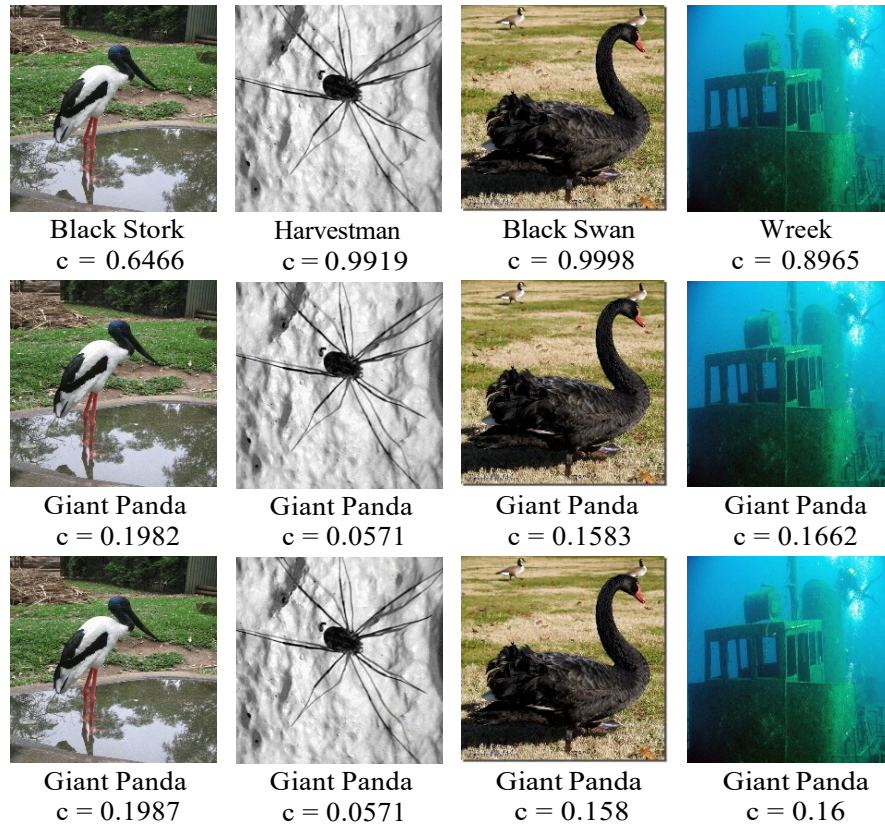 Black Stork Harvestman Black Swan Wreek
c = 0.6466 c = 0.9919 c = 0.9998 c = 0.8965
Giant Panda Giant Panda Giant Panda Giant Panda
c = 0.1982 c = 0.0571 c = 0.1583 c = 0.1662
Giant Panda Giant Panda Giant Panda Giant Panda
c = 0.1987 c = 0.0571 c = 0.158 c = 0.16